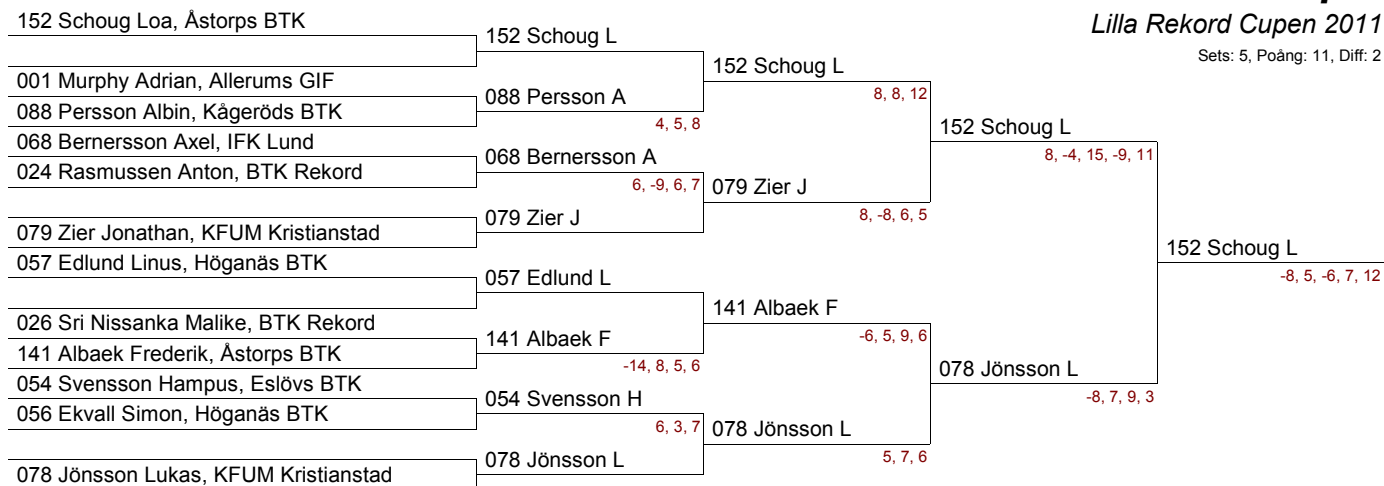 Lilla Rekord Cupen 2011
Sets: 5, Poång: 11, Diff: 2
152 Schoug Loa, Åstorps BTK
001 Murphy Adrian, Allerums GIF
088 Persson Albin, Kågeröds BTK
068 Bernersson Axel, IFK Lund
024 Rasmussen Anton, BTK Rekord
079 Zier Jonathan, KFUM Kristianstad
057 Edlund Linus, Höganäs BTK
026 Sri Nissanka Malike, BTK Rekord
141 Albaek Frederik, Åstorps BTK
054 Svensson Hampus, Eslövs BTK
056 Ekvall Simon, Höganäs BTK
078 Jönsson Lukas, KFUM Kristianstad
152 Schoug L
088 Persson A
4, 5, 8
068 Bernersson A
6, -9, 6, 7
079 Zier J
057 Edlund L
141 Albaek F
-14, 8, 5, 6
054 Svensson H
6, 3, 7
078 Jönsson L
152 Schoug L
8, 8, 12
079 Zier J
8, -8, 6, 5
141 Albaek F
-6, 5, 9, 6
078 Jönsson L
5, 7, 6
152 Schoug L
8, -4, 15, -9, 11
078 Jönsson L
-8, 7, 9, 3
152 Schoug L
-8, 5, -6, 7, 12